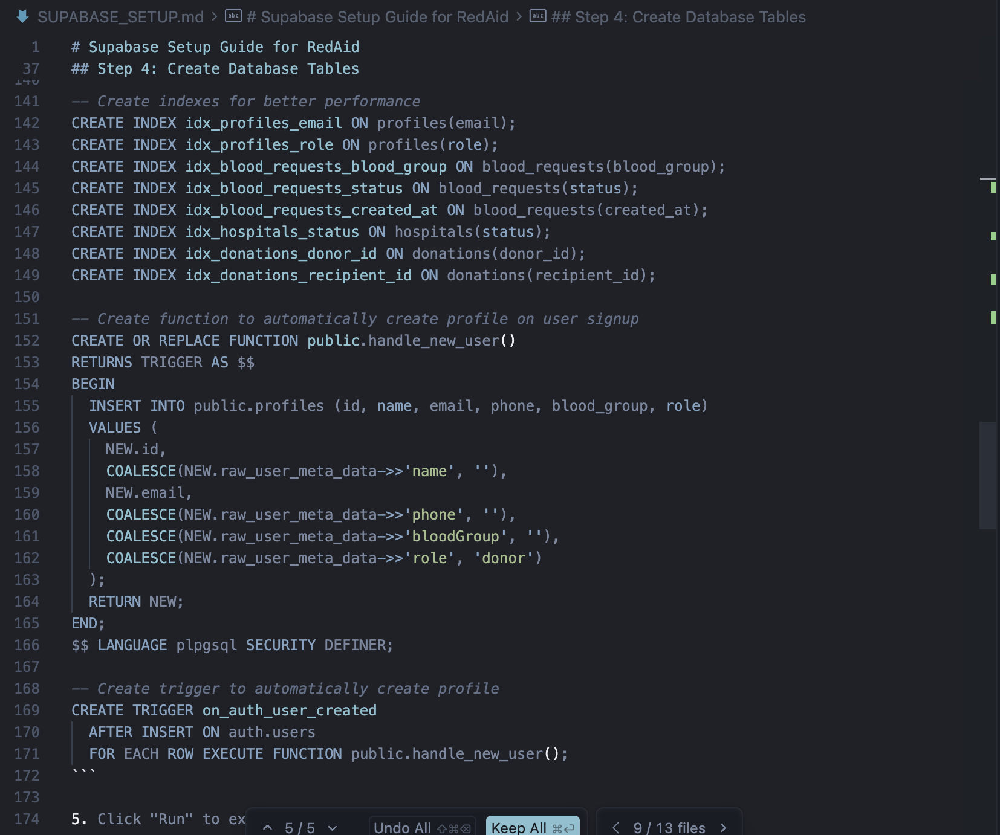 SUPABASE_SETUP.md > abc # Supabase Setup Guide for RedAid > abc ## Step 4: Create Database Tables
1 # Supabase Setup Guide for RedAid
37 ## Step 4: Create Database Tables
140
141 -- Create indexes for better performance
142 CREATE INDEX idx_profiles_email ON profiles(email);
143 CREATE INDEX idx_profiles_role ON profiles(role);
144 CREATE INDEX idx_blood_requests_blood_group ON blood_requests(blood_group);
145 CREATE INDEX idx_blood_requests_status ON blood_requests(status);
146 CREATE INDEX idx_blood_requests_created_at ON blood_requests(created_at);
147 CREATE INDEX idx_hospitals_status ON hospitals(status);
148 CREATE INDEX idx_donations_donor_id ON donations(donor_id);
149 CREATE INDEX idx_donations_recipient_id ON donations(recipient_id);
150
151 -- Create function to automatically create profile on user signup
152 CREATE OR REPLACE FUNCTION public.handle_new_user()
153 RETURNS TRIGGER AS $$
154 BEGIN
155   INSERT INTO public.profiles (id, name, email, phone, blood_group, role)
156   VALUES (
157     NEW.id,
158     COALESCE(NEW.raw_user_meta_data->>'name', ''),
159     NEW.email,
160     COALESCE(NEW.raw_user_meta_data->>'phone', ''),
161     COALESCE(NEW.raw_user_meta_data->>'bloodGroup', ''),
162     COALESCE(NEW.raw_user_meta_data->>'role', 'donor')
163   );
164   RETURN NEW;
165 END;
166 $$ LANGUAGE plpgsql SECURITY DEFINER;
167
168 -- Create trigger to automatically create profile
169 CREATE TRIGGER on_auth_user_created
170   AFTER INSERT ON auth.users
171   FOR EACH ROW EXECUTE FUNCTION public.handle_new_user();
172 ```
173
174 5. Click "Run" to ex
5 / 5 Undo All ⇧⌘⌫ Keep All ⌘⏎ < 9 / 13 files >